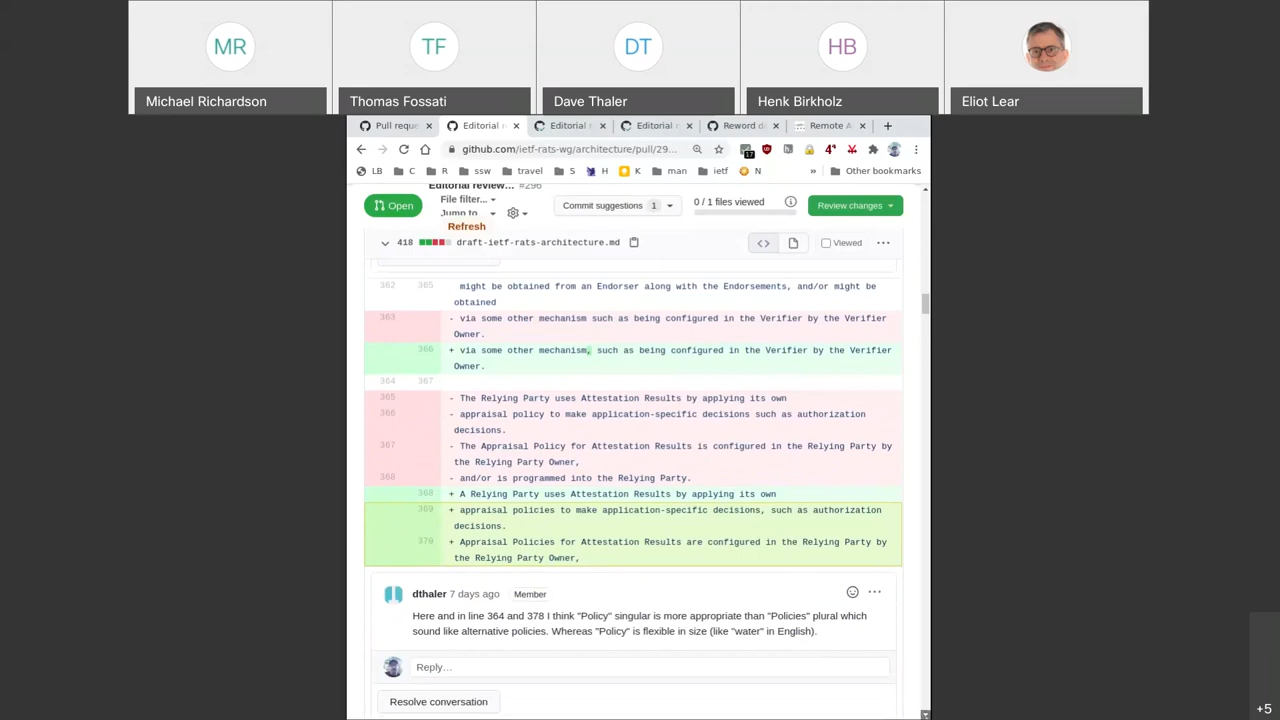 MR
TF
DT
HB
Michael Richardson
Thomas Fossati
Dave Thaler
Henk Birkholz
Eliot Lear
Pull reque
Editorial r
Editorial r
Editorial r
Reword d
Remote A
github.com/ietf-rats-wg/architecture/pull/29...
17
LB
C
R
ssw
travel
S
H
K
man
ietf
N
»
Other bookmarks
Editorial review... #296
Open
File filter...
Jump to
Commit suggestions 1
0 / 1 files viewed
Review changes
Refresh
418 draft-ietf-rats-architecture.md
Viewed
362 365 might be obtained from an Endorser along with the Endorsements, and/or might be
obtained
363 - via some other mechanism such as being configured in the Verifier by the Verifier
Owner.
366 + via some other mechanism, such as being configured in the Verifier by the Verifier
Owner.
364 367
365 - The Relying Party uses Attestation Results by applying its own
366 - appraisal policy to make application-specific decisions such as authorization
decisions.
367 - The Appraisal Policy for Attestation Results is configured in the Relying Party by
the Relying Party Owner,
368 - and/or is programmed into the Relying Party.
368 + A Relying Party uses Attestation Results by applying its own
369 + appraisal policies to make application-specific decisions, such as authorization
decisions.
370 + Appraisal Policies for Attestation Results are configured in the Relying Party by
the Relying Party Owner,
dthaler 7 days ago Member
Here and in line 364 and 378 I think "Policy" singular is more appropriate than "Policies" plural which
sound like alternative policies. Whereas "Policy" is flexible in size (like "water" in English).
Reply...
Resolve conversation
+5